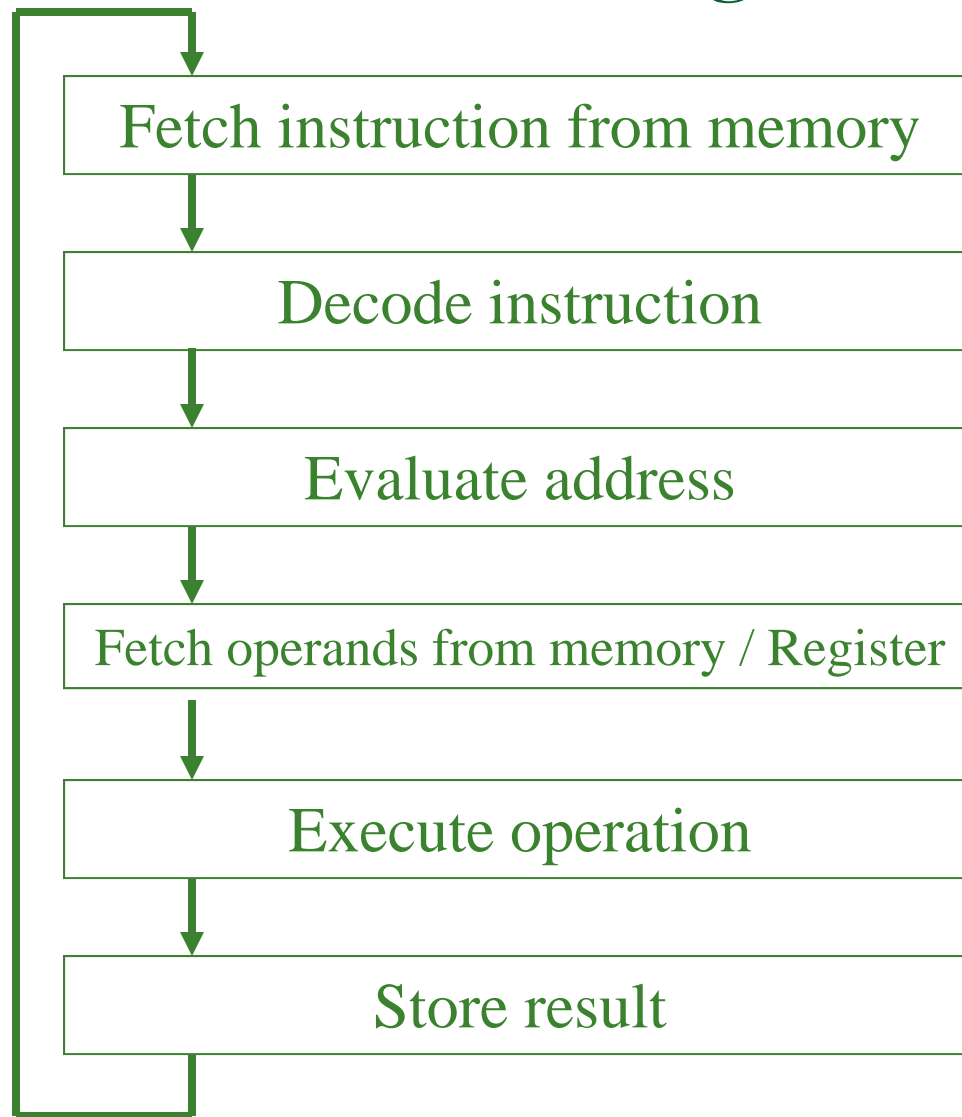 Fetch instruction from memory
Decode instruction
Evaluate address
Fetch operands from memory / Register
Execute operation
Store result